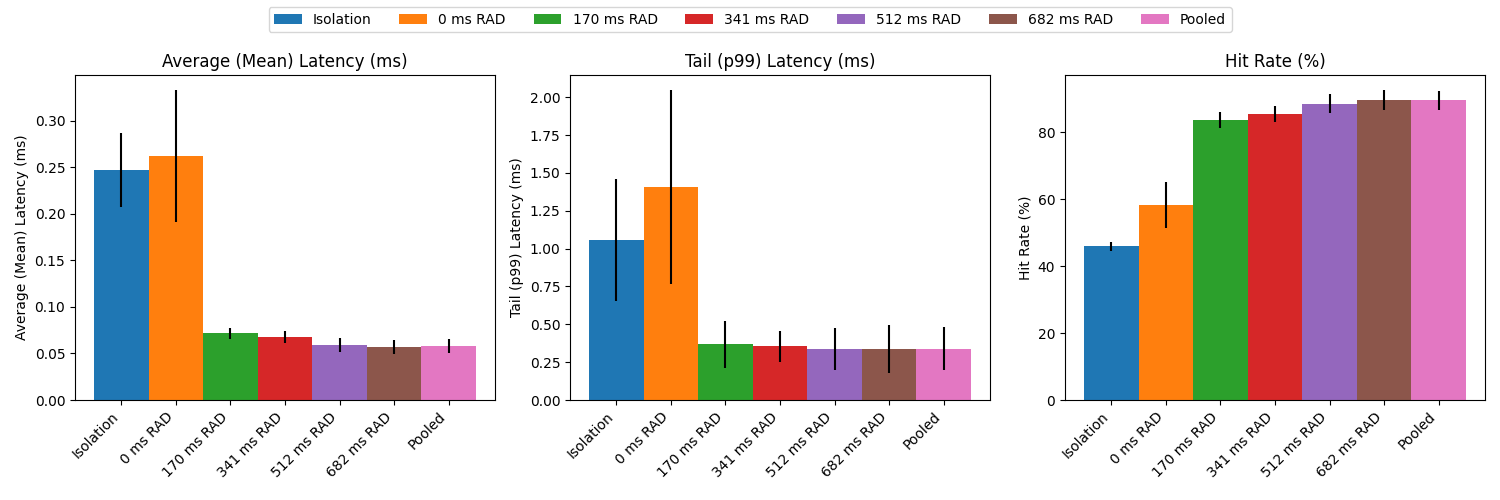 Isolation 0 ms RAD 170 ms RAD 341 ms RAD 512 ms RAD 682 ms RAD Pooled
Average (Mean) Latency (ms)
Average (Mean) Latency (ms)
0.30
0.25
0.20
0.15
0.10
0.05
0.00
Isolation
0 ms RAD
170 ms RAD
341 ms RAD
512 ms RAD
682 ms RAD
Pooled
Tail (p99) Latency (ms)
Tail (p99) Latency (ms)
2.00
1.75
1.50
1.25
1.00
0.75
0.50
0.25
0.00
Isolation
0 ms RAD
170 ms RAD
341 ms RAD
512 ms RAD
682 ms RAD
Pooled
Hit Rate (%)
Hit Rate (%)
80
60
40
20
0
Isolation
0 ms RAD
170 ms RAD
341 ms RAD
512 ms RAD
682 ms RAD
Pooled